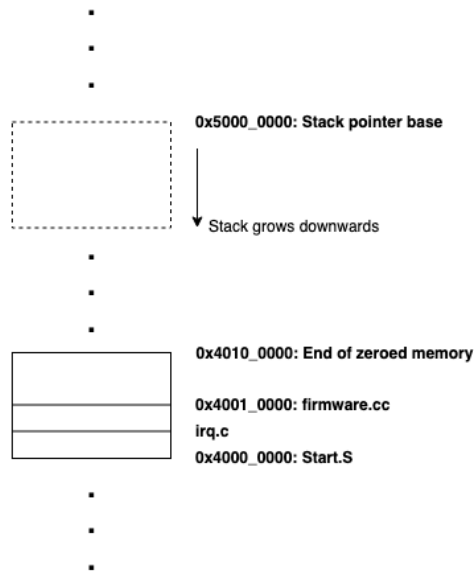 0x5000_0000: Stack pointer base
Stack grows downwards
0x4010_0000: End of zeroed memory
0x4001_0000: firmware.cc
irq.c
0x4000_0000: Start.S